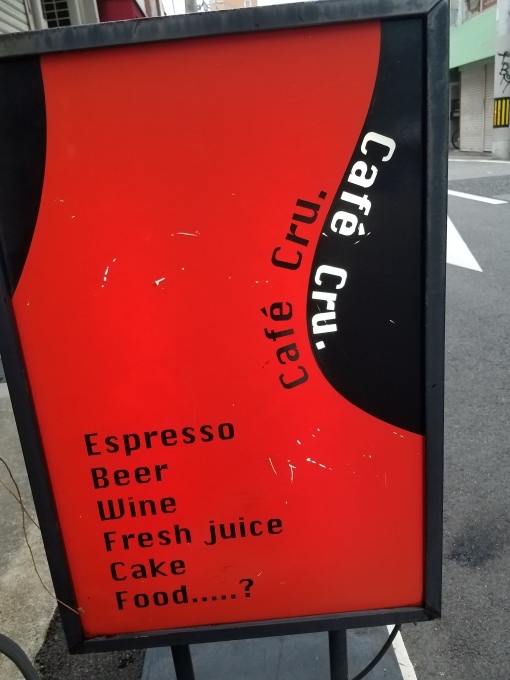 Café Cru.
Café Cru.
Espresso
Beer
Wine
Fresh juice
Cake
Food.....?